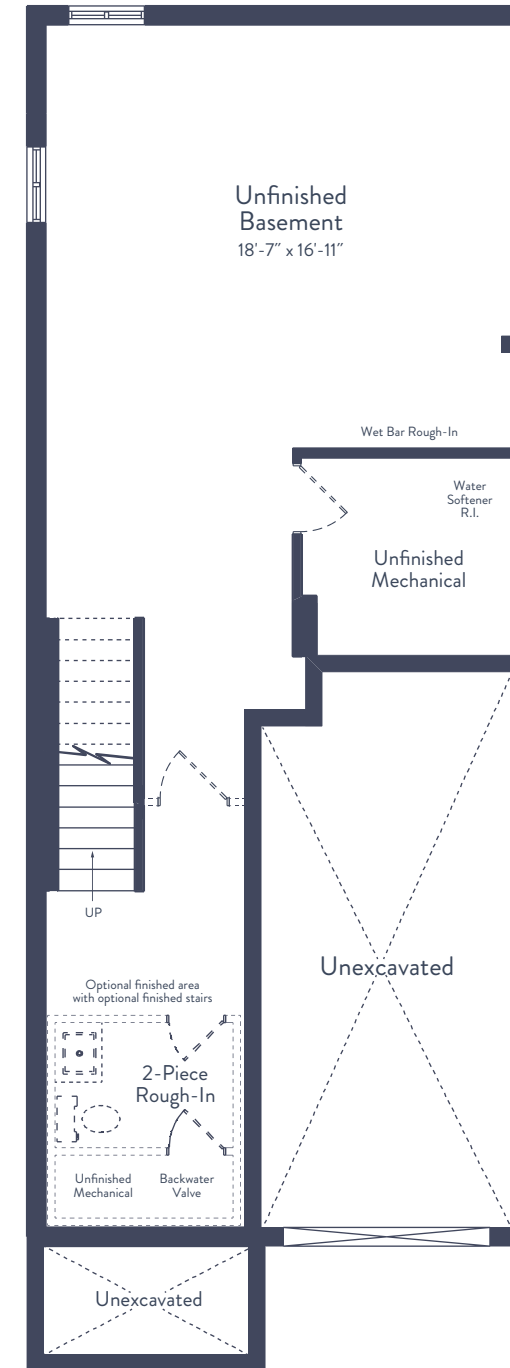 Unfinished
Basement
18'-7″ x 16'-11″
Wet Bar Rough-In
Water
Softener
R.I.
Unfinished
Mechanical
UP
Unexcavated
Optional finished area
with optional finished stairs
2-Piece
Rough-In
Unfinished
Mechanical
Backwater
Valve
Unexcavated